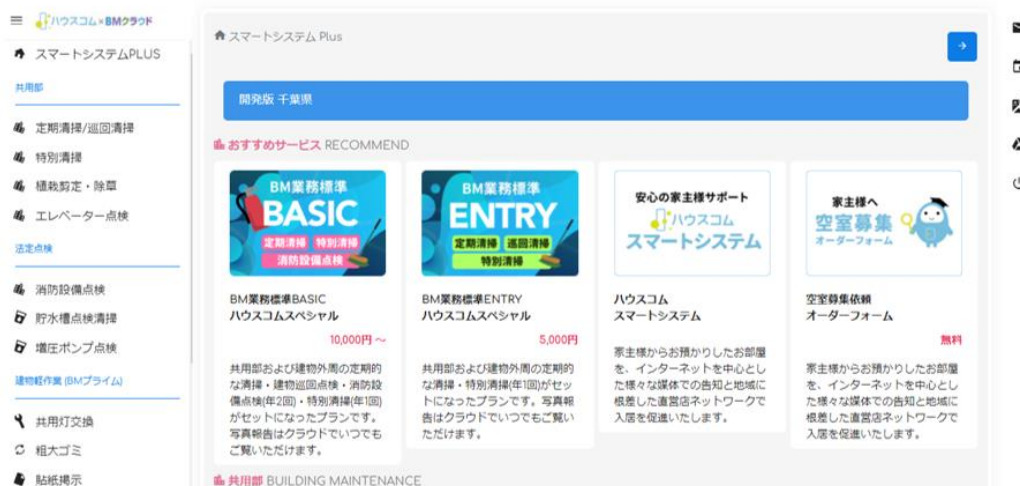 ハウスコム×BMクラウド
スマートシステムPLUS
共用部
定期清掃/巡回清掃
特別清掃
植栽剪定・除草
エレベーター点検
法定点検
消防設備点検
貯水槽点検清掃
増圧ポンプ点検
建物軽作業 (BMプライム)
共用灯交換
粗大ゴミ
貼紙掲示
スマートシステム Plus
開発版 千葉県
おすすめサービス RECOMMEND
BM業務標準
BASIC
定期清掃 特別清掃
消防設備点検
BM業務標準BASIC
ハウスコムスペシャル
10,000円 ～
共用部および建物外周の定期的
な清掃・建物巡回点検・消防設
備点検(年2回)・特別清掃(年1回)
がセットになったプランです。
写真報告はクラウドでいつでも
ご覧いただけます。
BM業務標準
ENTRY
定期清掃 巡回清掃
特別清掃
BM業務標準ENTRY
ハウスコムスペシャル
5,000円
共用部および建物外周の定期的
な清掃・特別清掃(年1回)がセッ
トになったプランです。写真報
告はクラウドでいつでもご覧い
ただけます。
安心の家主様サポート
ハウスコム
スマートシステム
ハウスコム
スマートシステム
家主様からお預かりしたお部屋
を、インターネットを中心とし
た様々な媒体での告知と地域に
根差した直営店ネットワークで
入居を促進いたします。
家主様へ
空室募集
オーダーフォーム
空室募集依頼
オーダーフォーム
無料
家主様からお預かりしたお部屋
を、インターネットを中心とし
た様々な媒体での告知と地域に
根差した直営店ネットワークで
入居を促進いたします。
共用部 BUILDING MAINTENANCE